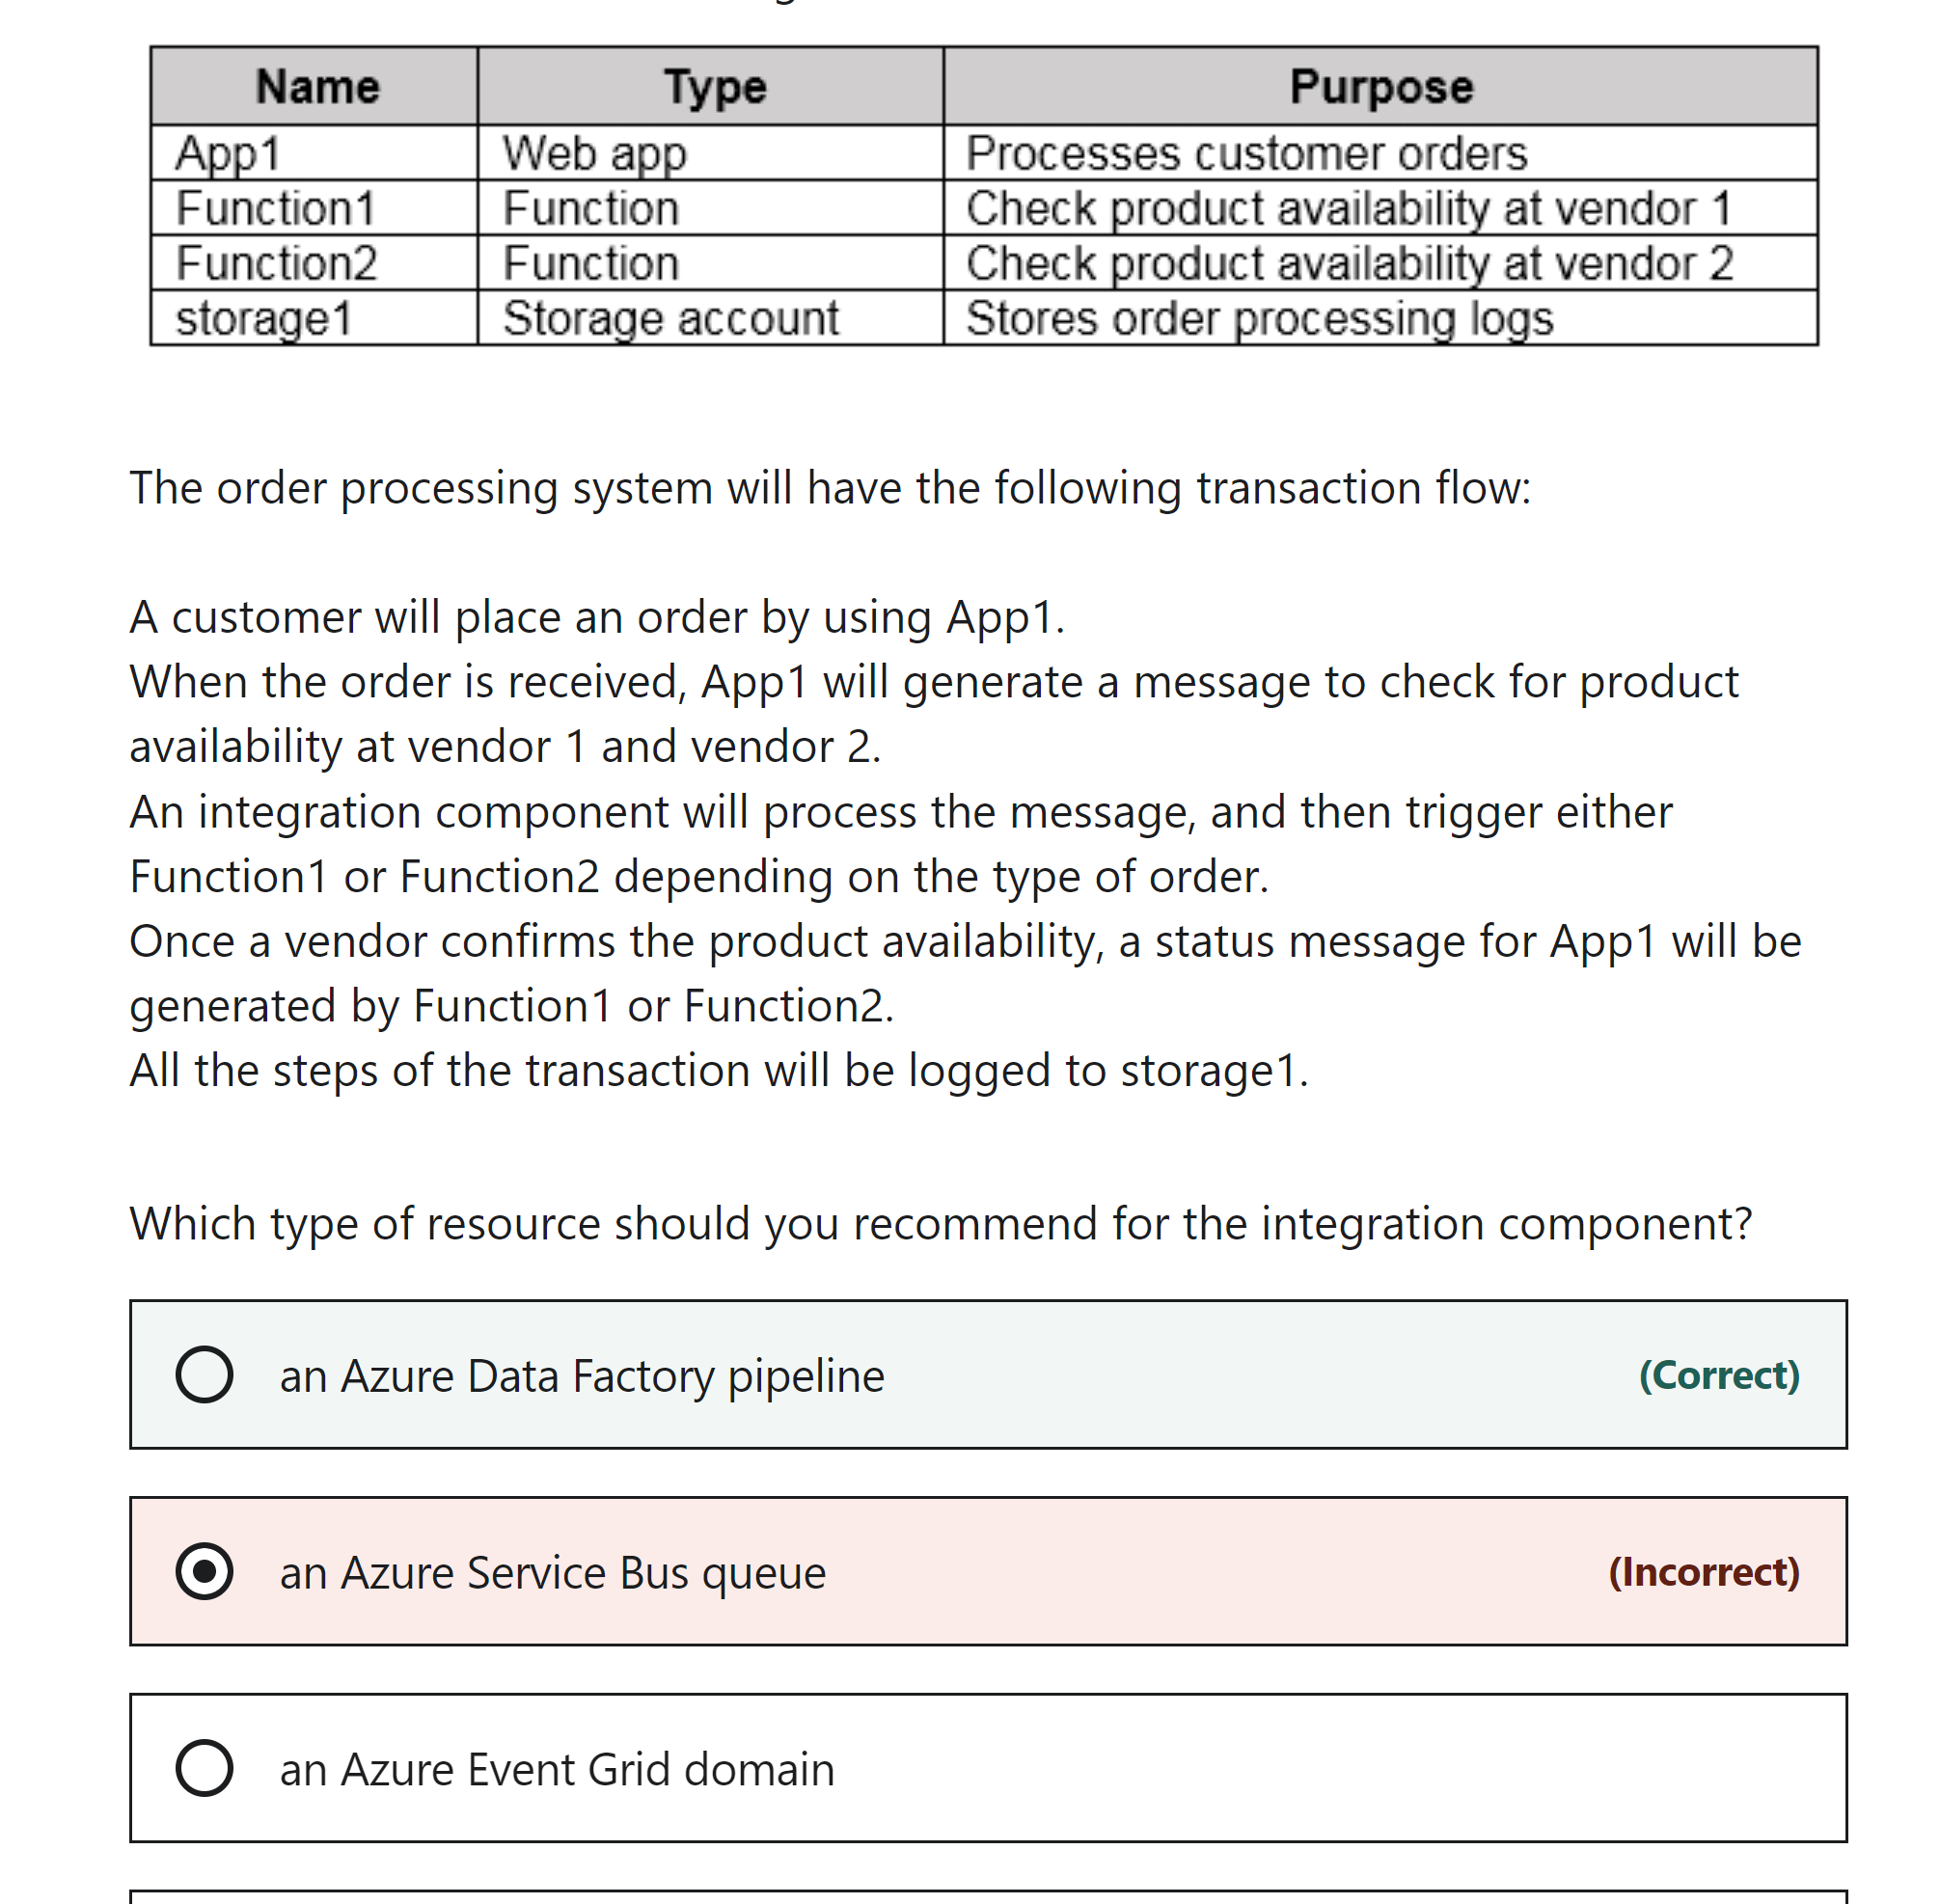 Name Type Purpose
App1 Web app Processes customer orders
Function1 Function Check product availability at vendor 1
Function2 Function Check product availability at vendor 2
storage1 Storage account Stores order processing logs
The order processing system will have the following transaction flow:
A customer will place an order by using App1.
When the order is received, App1 will generate a message to check for product
availability at vendor 1 and vendor 2.
An integration component will process the message, and then trigger either
Function1 or Function2 depending on the type of order.
Once a vendor confirms the product availability, a status message for App1 will be
generated by Function1 or Function2.
All the steps of the transaction will be logged to storage1.
Which type of resource should you recommend for the integration component?
an Azure Data Factory pipeline (Correct)
an Azure Service Bus queue (Incorrect)
an Azure Event Grid domain